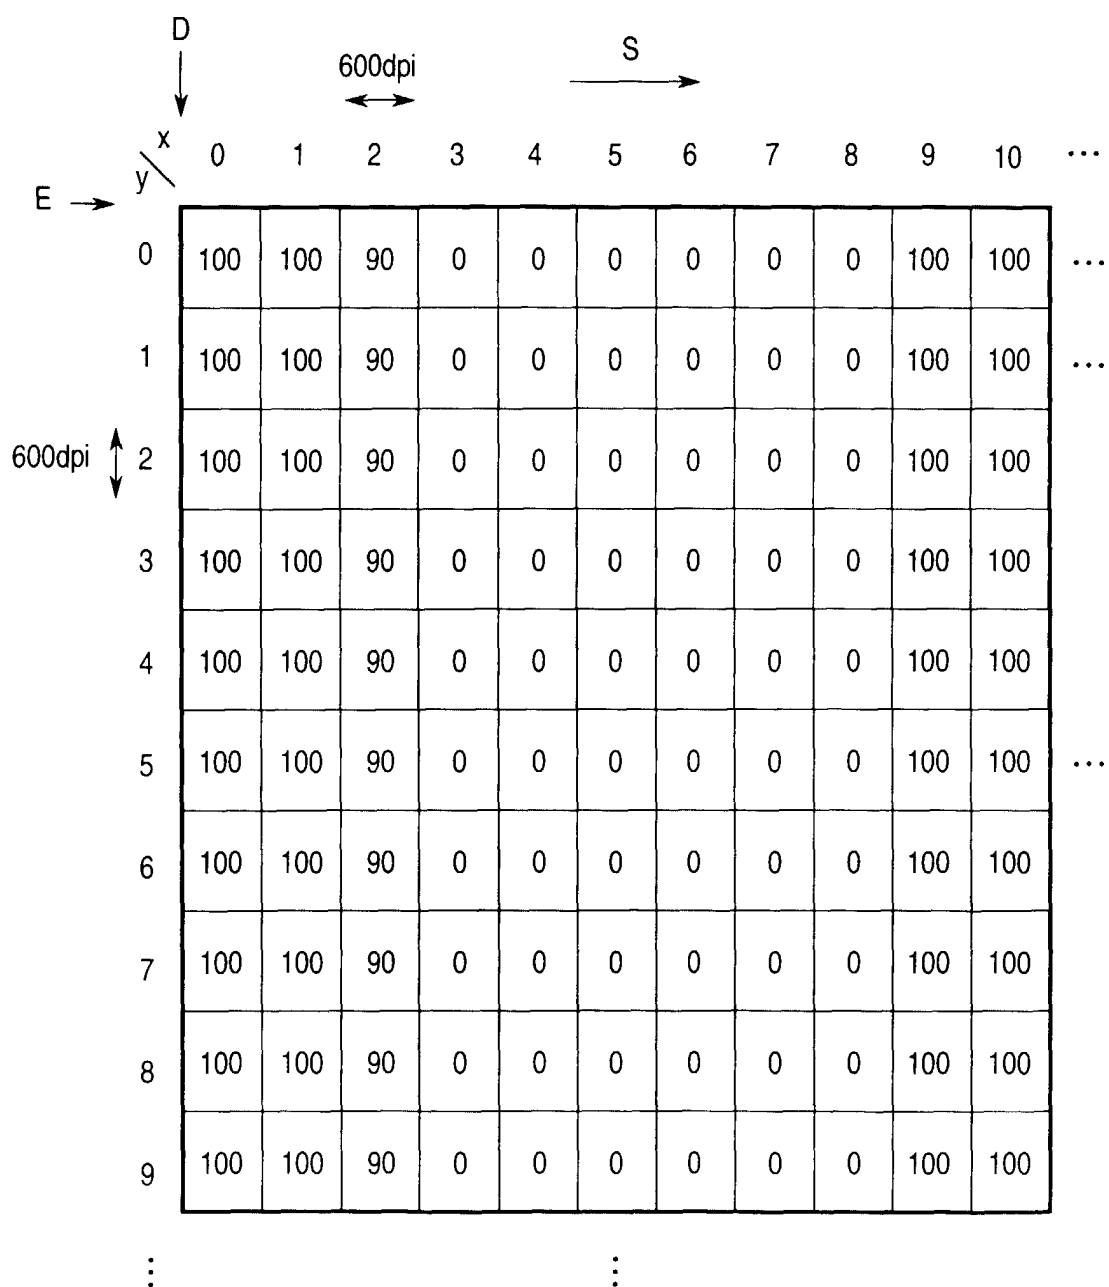 D
600dpi S
x 0 1 2 3 4 5 6 7 8 9 10 ...
y
E
0 100 100 90 0 0 0 0 0 0 100 100 ...
1 100 100 90 0 0 0 0 0 0 100 100 ...
600dpi 2 100 100 90 0 0 0 0 0 0 100 100
3 100 100 90 0 0 0 0 0 0 100 100
4 100 100 90 0 0 0 0 0 0 100 100
5 100 100 90 0 0 0 0 0 0 100 100 ...
6 100 100 90 0 0 0 0 0 0 100 100
7 100 100 90 0 0 0 0 0 0 100 100
8 100 100 90 0 0 0 0 0 0 100 100
9 100 100 90 0 0 0 0 0 0 100 100
⋮ ⋮